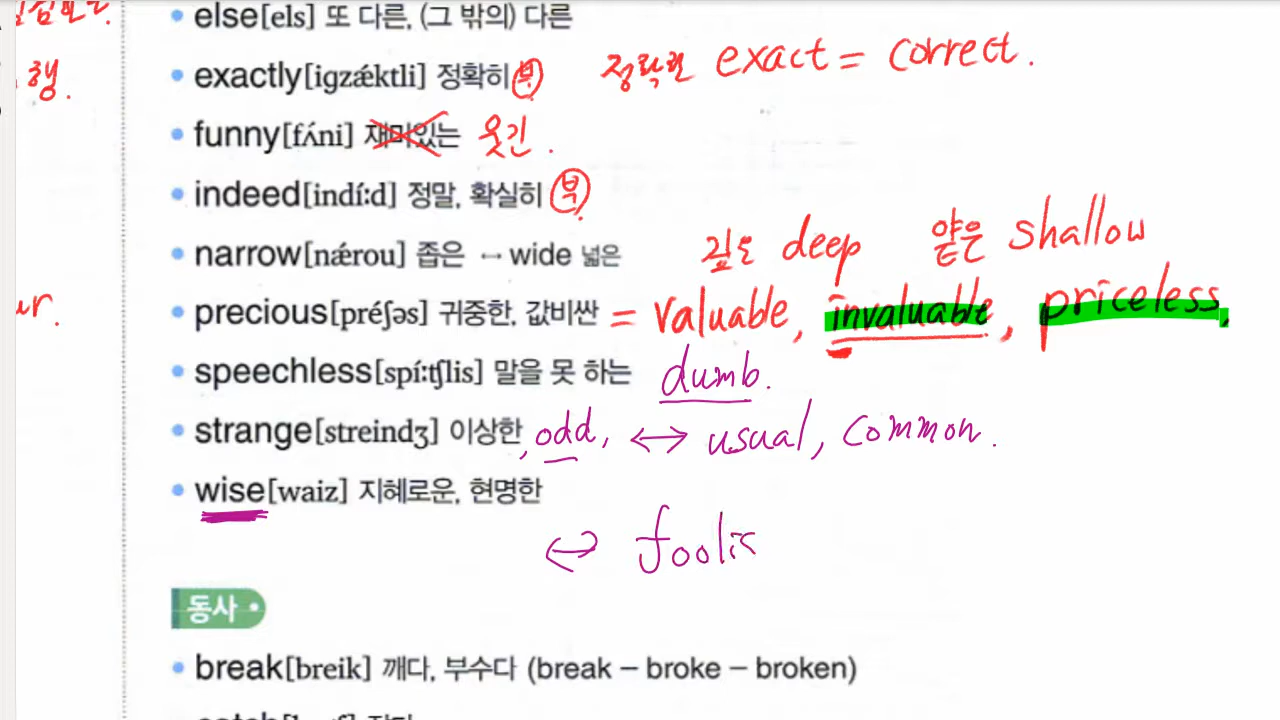 else[els] 또 다른, (그 밖의) 다른
행.
exactly[igzǽktli] 정확히 부 정확한 exact = correct.
funny[fʌ́ni] 재미있는 웃긴.
indeed[indíːd] 정말, 확실히 부
깊은 deep 얕은 shallow
narrow[nǽrou] 좁은 ↔ wide 넓은
ur.
precious[préʃəs] 귀중한, 값비싼 = valuable, invaluable, priceless,
speechless[spíːtʃlis] 말을 못 하는 dumb.
strange[streindʒ] 이상한, odd, ↔ usual, common.
wise[waiz] 지혜로운, 현명한
↔ foolis
동사
break[breik] 깨다, 부수다 (break – broke – broken)